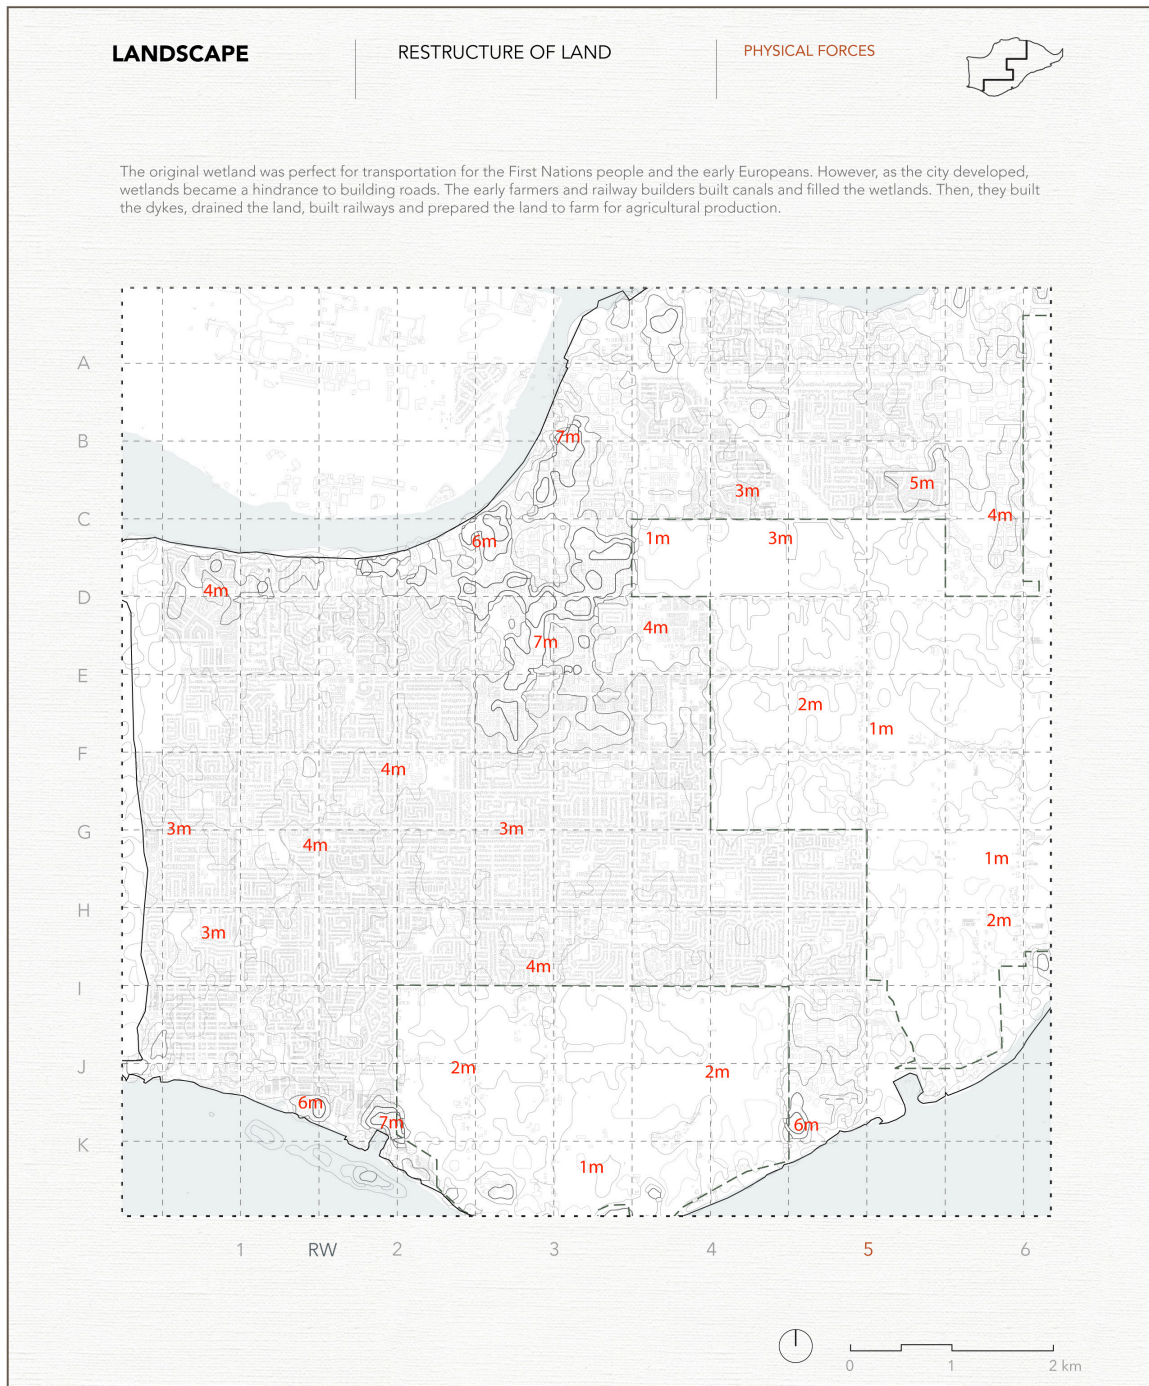 LANDSCAPE
RESTRUCTURE OF LAND
PHYSICAL FORCES
The original wetland was perfect for transportation for the First Nations people and the early Europeans. However, as the city developed,
wetlands became a hindrance to building roads. The early farmers and railway builders built canals and filled the wetlands. Then, they built
the dykes, drained the land, built railways and prepared the land to farm for agricultural production.
A
B
7m
5m
3m
4m
C
6m
1m
3m
4m
D
4m
7m
E
2m
1m
F
4m
3m
3m
G
4m
1m
H
2m
3m
4m
I
J
2m
2m
6m
7m
6m
K
1m
1
RW
2
3
4
5
6
0
1
2 km